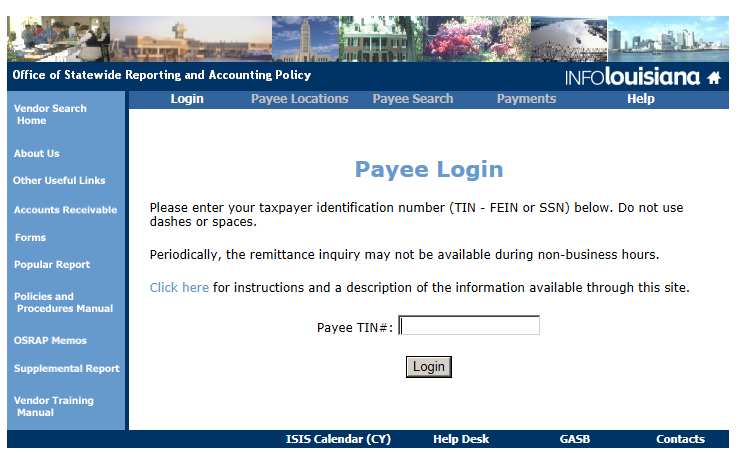 Office of Statewide Reporting and Accounting Policy
INFOlouisiana
Login Payee Locations Payee Search Payments Help
Vendor Search
Home
About Us
Other Useful Links
Accounts Receivable
Forms
Popular Report
Policies and
Procedures Manual
OSRAP Memos
Supplemental Report
Vendor Training
Manual
Payee Login
Please enter your taxpayer identification number (TIN - FEIN or SSN) below. Do not use
dashes or spaces.
Periodically, the remittance inquiry may not be available during non-business hours.
Click here for instructions and a description of the information available through this site.
Payee TIN#:
Login
ISIS Calendar (CY) Help Desk GASB Contacts